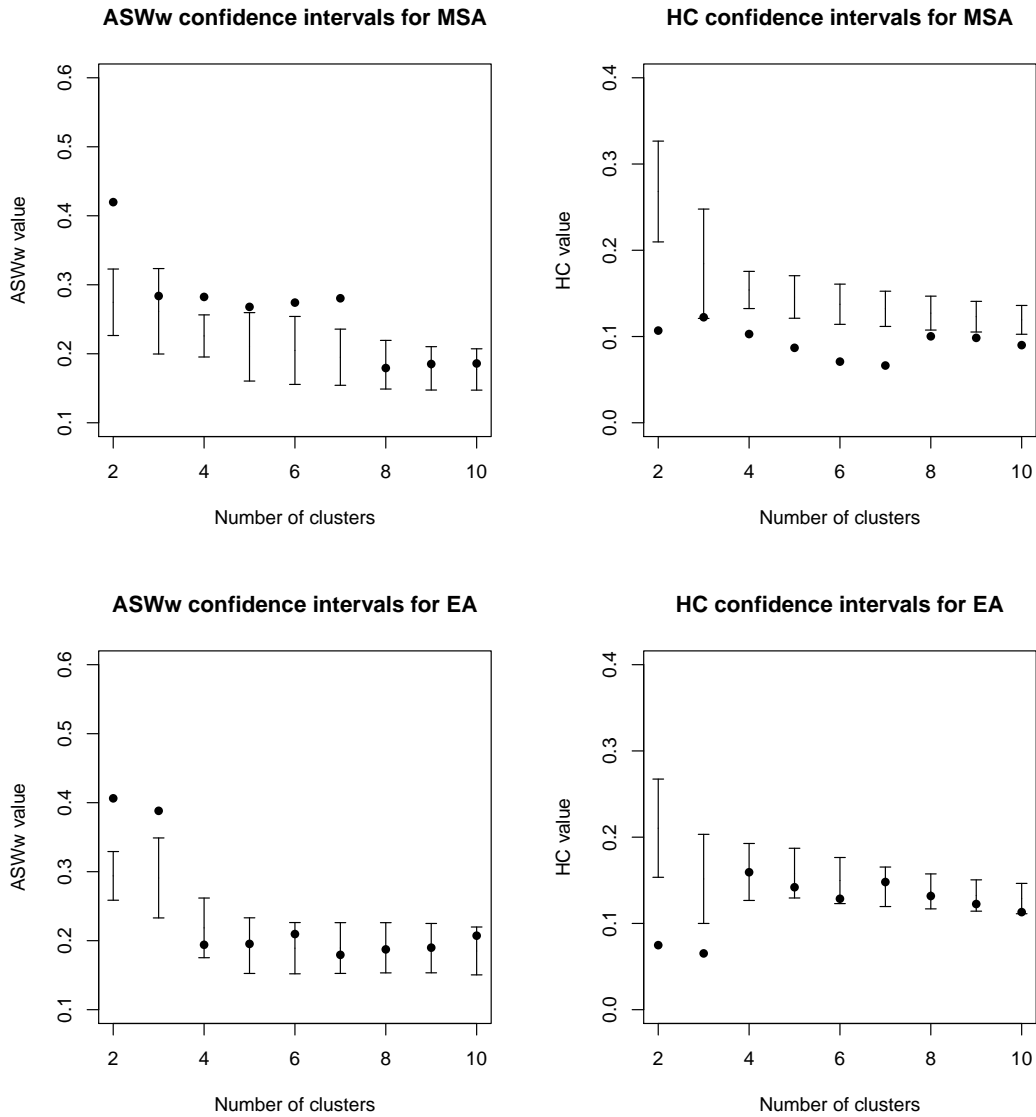 ASWw confidence intervals for MSA
0.6
0.5
0.4
0.3
0.2
0.1
ASWw value
2 4 6 8 10
Number of clusters
HC confidence intervals for MSA
0.4
0.3
0.2
0.1
0.0
HC value
2 4 6 8 10
Number of clusters
ASWw confidence intervals for EA
0.6
0.5
0.4
0.3
0.2
0.1
ASWw value
2 4 6 8 10
Number of clusters
HC confidence intervals for EA
0.4
0.3
0.2
0.1
0.0
HC value
2 4 6 8 10
Number of clusters